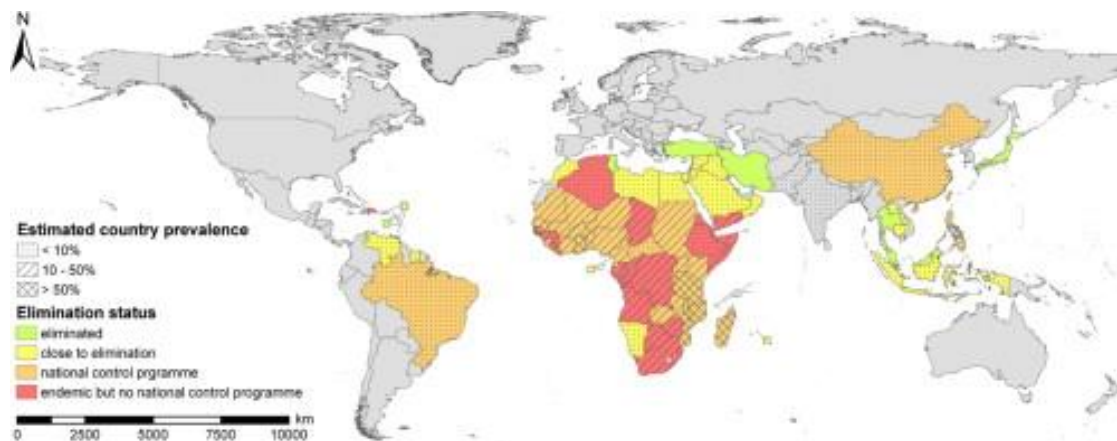 N
Estimated country prevalence
< 10%
10 - 50%
> 50%
Elimination status
eliminated
close to elimination
national control prgramme
endemic but no national control programme
km
0 2500 5000 7500 10000